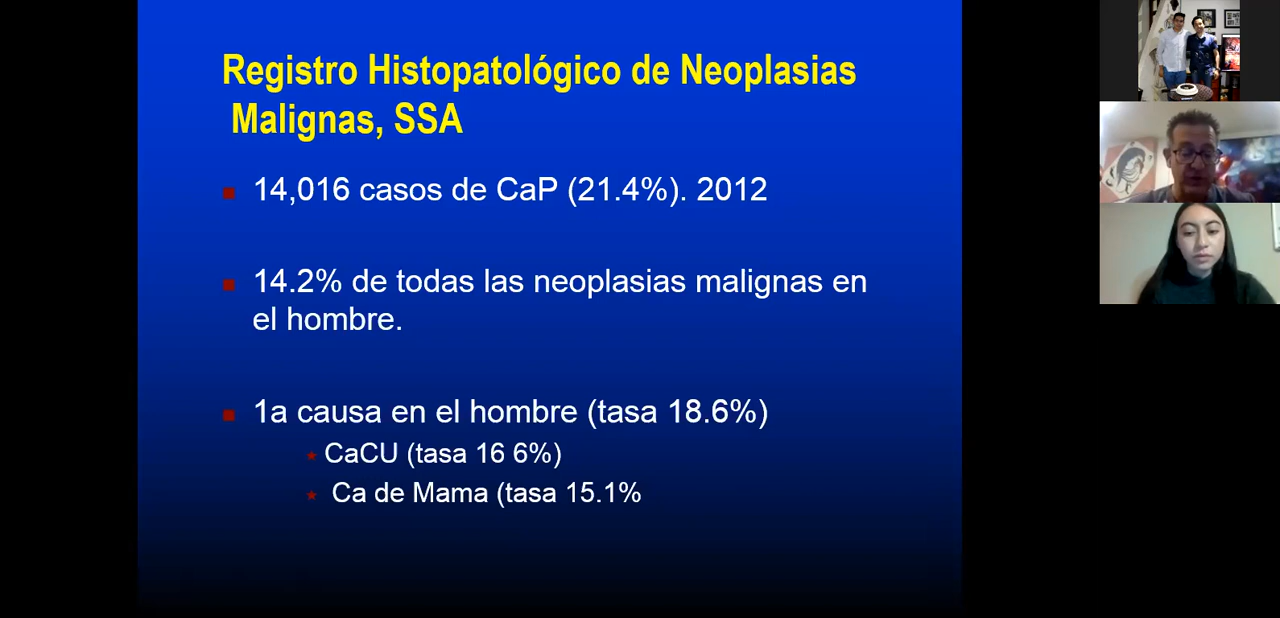 Registro Histopatológico de Neoplasias
Malignas, SSA
14,016 casos de CaP (21.4%). 2012
14.2% de todas las neoplasias malignas en
el hombre.
1a causa en el hombre (tasa 18.6%)
CaCU (tasa 16 6%)
Ca de Mama (tasa 15.1%